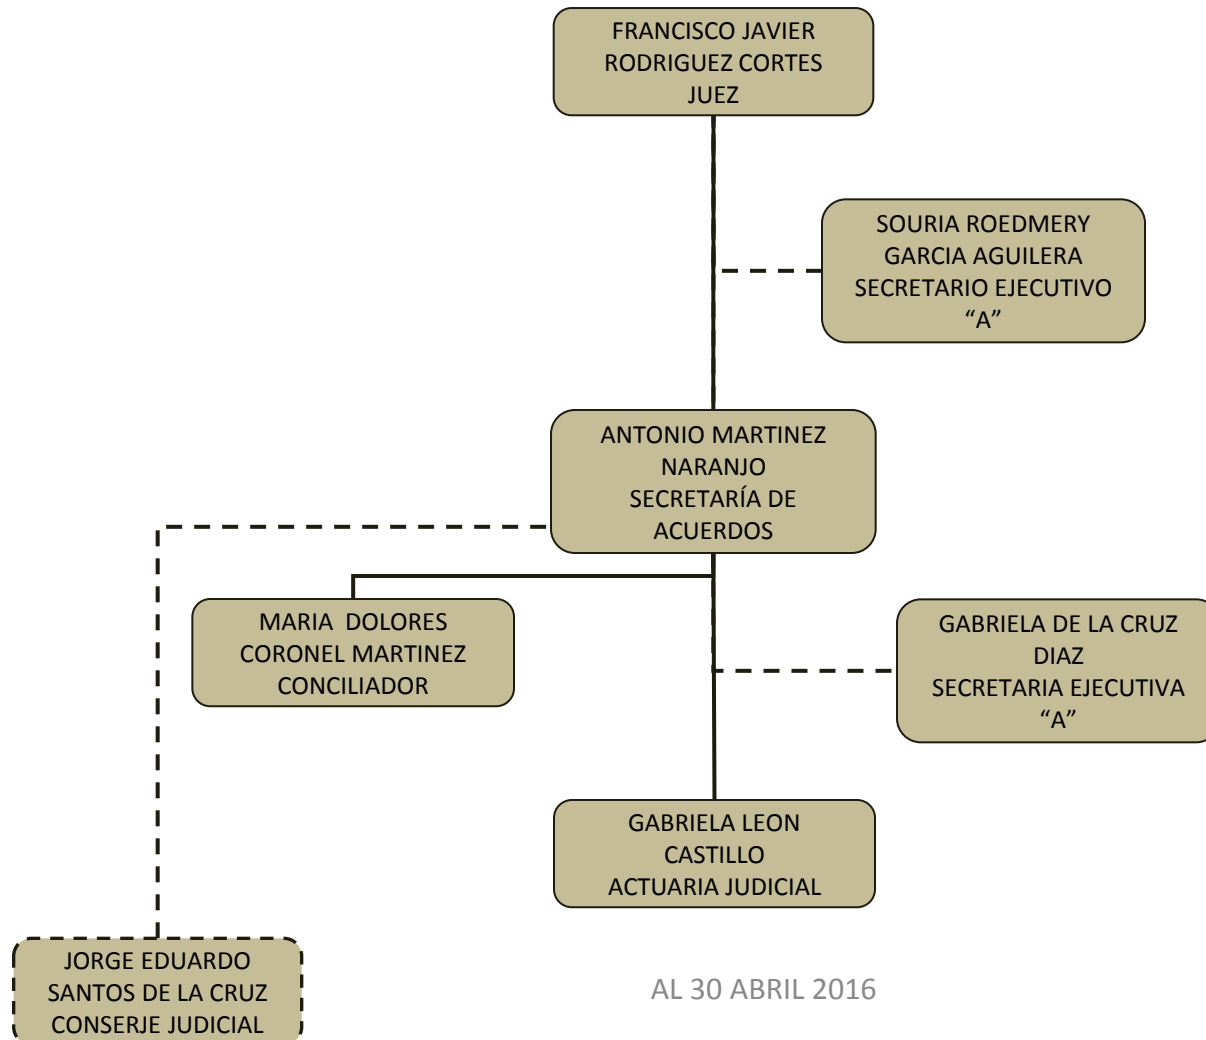 FRANCISCO JAVIER
RODRIGUEZ CORTES
JUEZ
SOURIA ROEDMERY
GARCIA AGUILERA
SECRETARIO EJECUTIVO
“A”
ANTONIO MARTINEZ
NARANJO
SECRETARÍA DE
ACUERDOS
MARIA  DOLORES
CORONEL MARTINEZ
CONCILIADOR
GABRIELA DE LA CRUZ
DIAZ
SECRETARIA EJECUTIVA
“A”
GABRIELA LEON
CASTILLO
ACTUARIA JUDICIAL
JORGE EDUARDO
SANTOS DE LA CRUZ
CONSERJE JUDICIAL
AL 30 ABRIL 2016